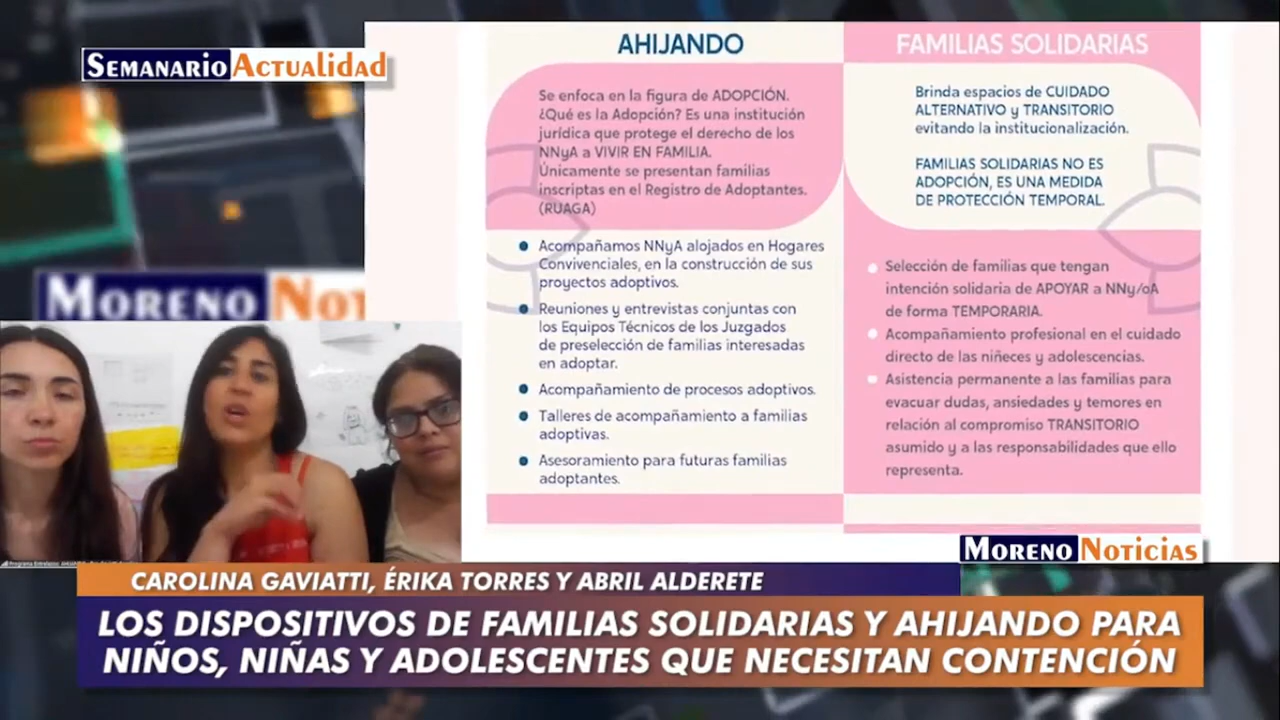 SEMANARIO ACTUALIDAD
AHIJANDO
Se enfoca en la figura de ADOPCIÓN.
¿Qué es la Adopción? Es una institución
jurídica que protege el derecho de los
NNyA a VIVIR EN FAMILIA.
Únicamente se presentan familias
inscriptas en el Registro de Adoptantes.
(RUAGA)
Acompañamos NNyA alojados en Hogares
Convivenciales, en la construcción de sus
proyectos adoptivos.
Reuniones y entrevistas conjuntas con
los Equipos Técnicos de los Juzgados
de preselección de familias interesadas
en adoptar.
Acompañamiento de procesos adoptivos.
Talleres de acompañamiento a familias
adoptivas.
Asesoramiento para futuras familias
adoptantes.
FAMILIAS SOLIDARIAS
Brinda espacios de CUIDADO
ALTERNATIVO y TRANSITORIO
evitando la institucionalización.
FAMILIAS SOLIDARIAS NO ES
ADOPCIÓN, ES UNA MEDIDA
DE PROTECCIÓN TEMPORAL.
Selección de familias que tengan
intención solidaria de APOYAR a NNy/oA
de forma TEMPORARIA.
Acompañamiento profesional en el cuidado
directo de las niñeces y adolescencias.
Asistencia permanente a las familias para
evacuar dudas, ansiedades y temores en
relación al compromiso TRANSITORIO
asumido y a las responsabilidades que ello
representa.
MORENO NOTI
MORENO NOTICIAS
CAROLINA GAVIATTI, ÉRIKA TORRES Y ABRIL ALDERETE
LOS DISPOSITIVOS DE FAMILIAS SOLIDARIAS Y AHIJANDO PARA
NIÑOS, NIÑAS Y ADOLESCENTES QUE NECESITAN CONTENCIÓN